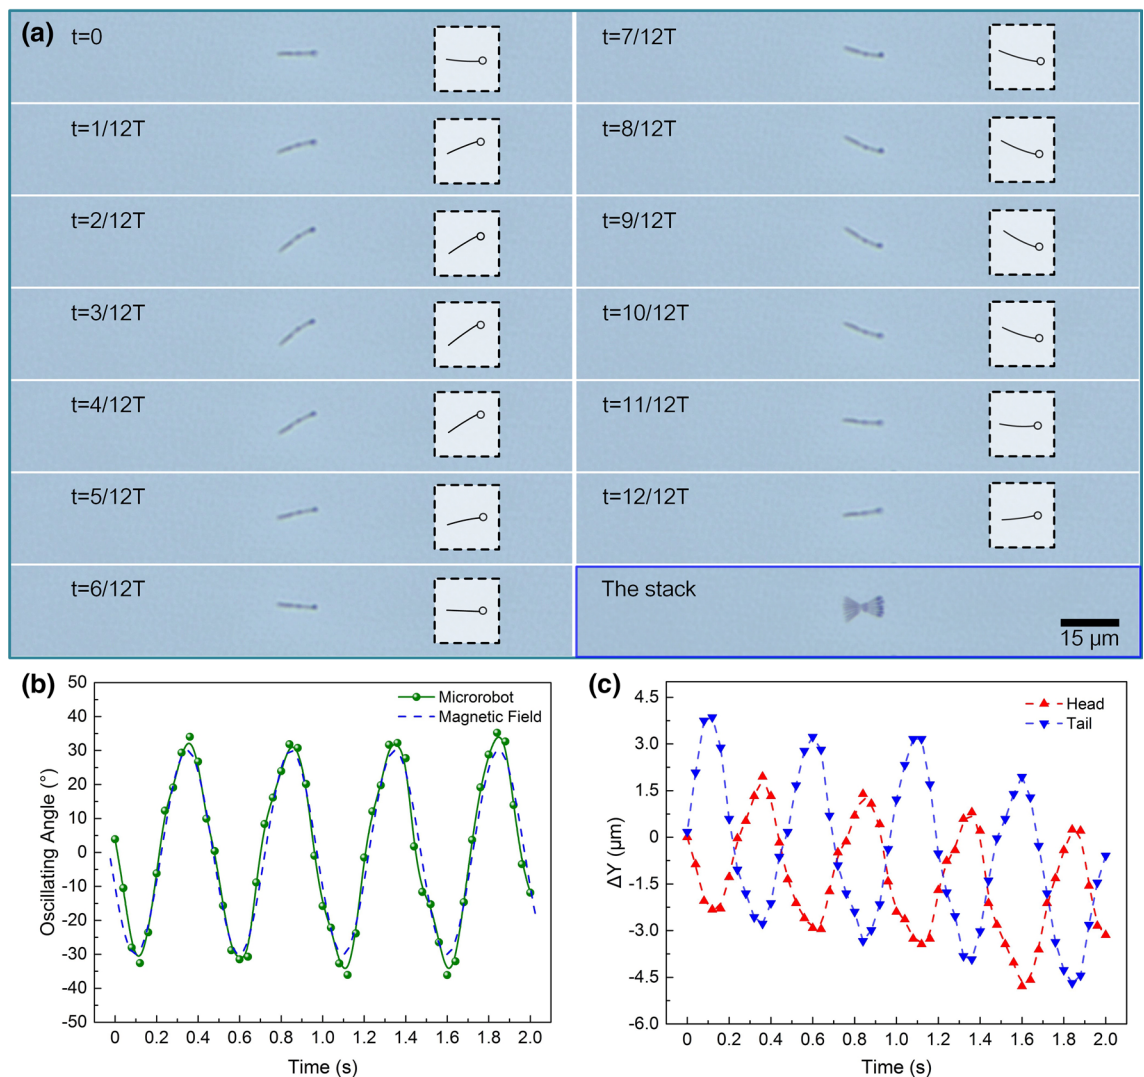 (a)
t=0
t=1/12T
t=2/12T
t=3/12T
t=4/12T
t=5/12T
t=6/12T
t=7/12T
t=8/12T
t=9/12T
t=10/12T
t=11/12T
t=12/12T
The stack
15 μm
(b)
50
40
30
20
10
0
-10
-20
-30
-40
-50
Oscillating Angle (°)
Microrobot
Magnetic Field
0 0.2 0.4 0.6 0.8 1.0 1.2 1.4 1.6 1.8 2.0
Time (s)
(c)
4.5
3.0
1.5
0
-1.5
-3.0
-4.5
-6.0
ΔY (μm)
Head
Tail
0 0.2 0.4 0.6 0.8 1.0 1.2 1.4 1.6 1.8 2.0
Time (s)